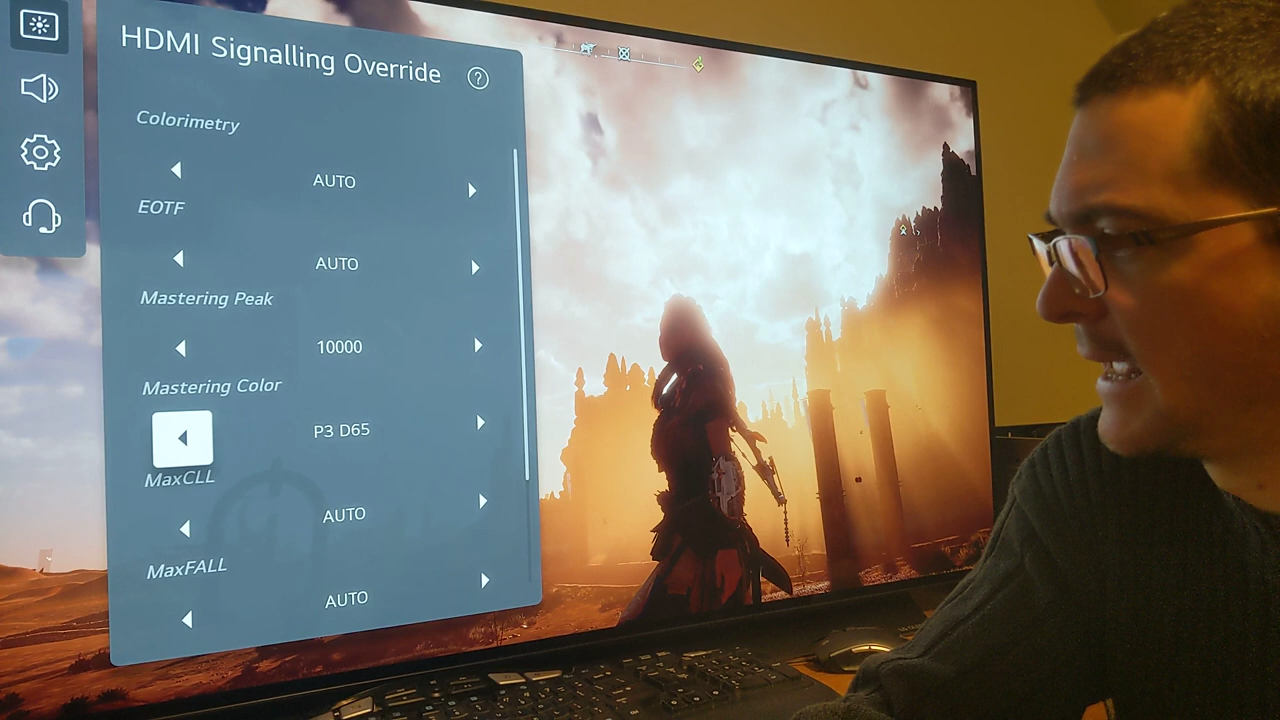 HDMI Signalling Override
?
Colorimetry
AUTO
EOTF
AUTO
Mastering Peak
10000
Mastering Color
P3 D65
MaxCLL
AUTO
MaxFALL
AUTO